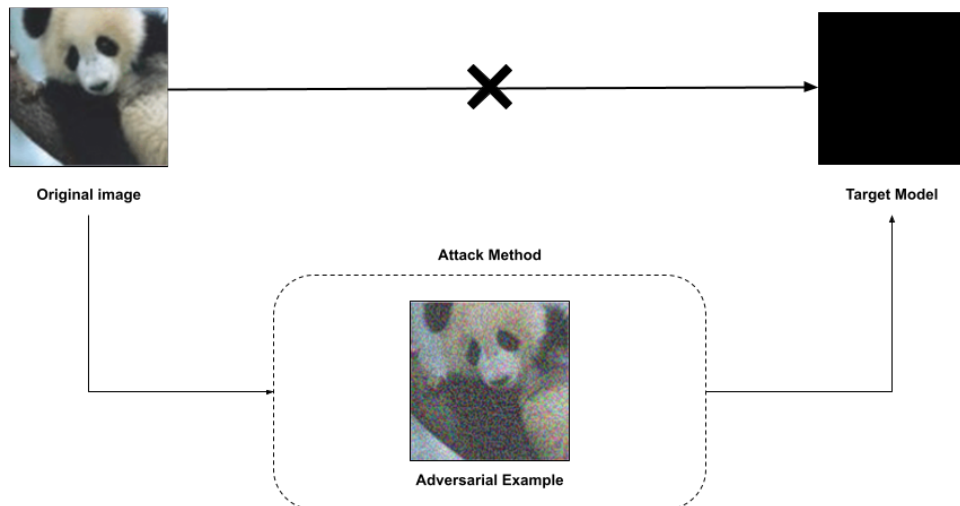 Original image
Target Model
Attack Method
Adversarial Example